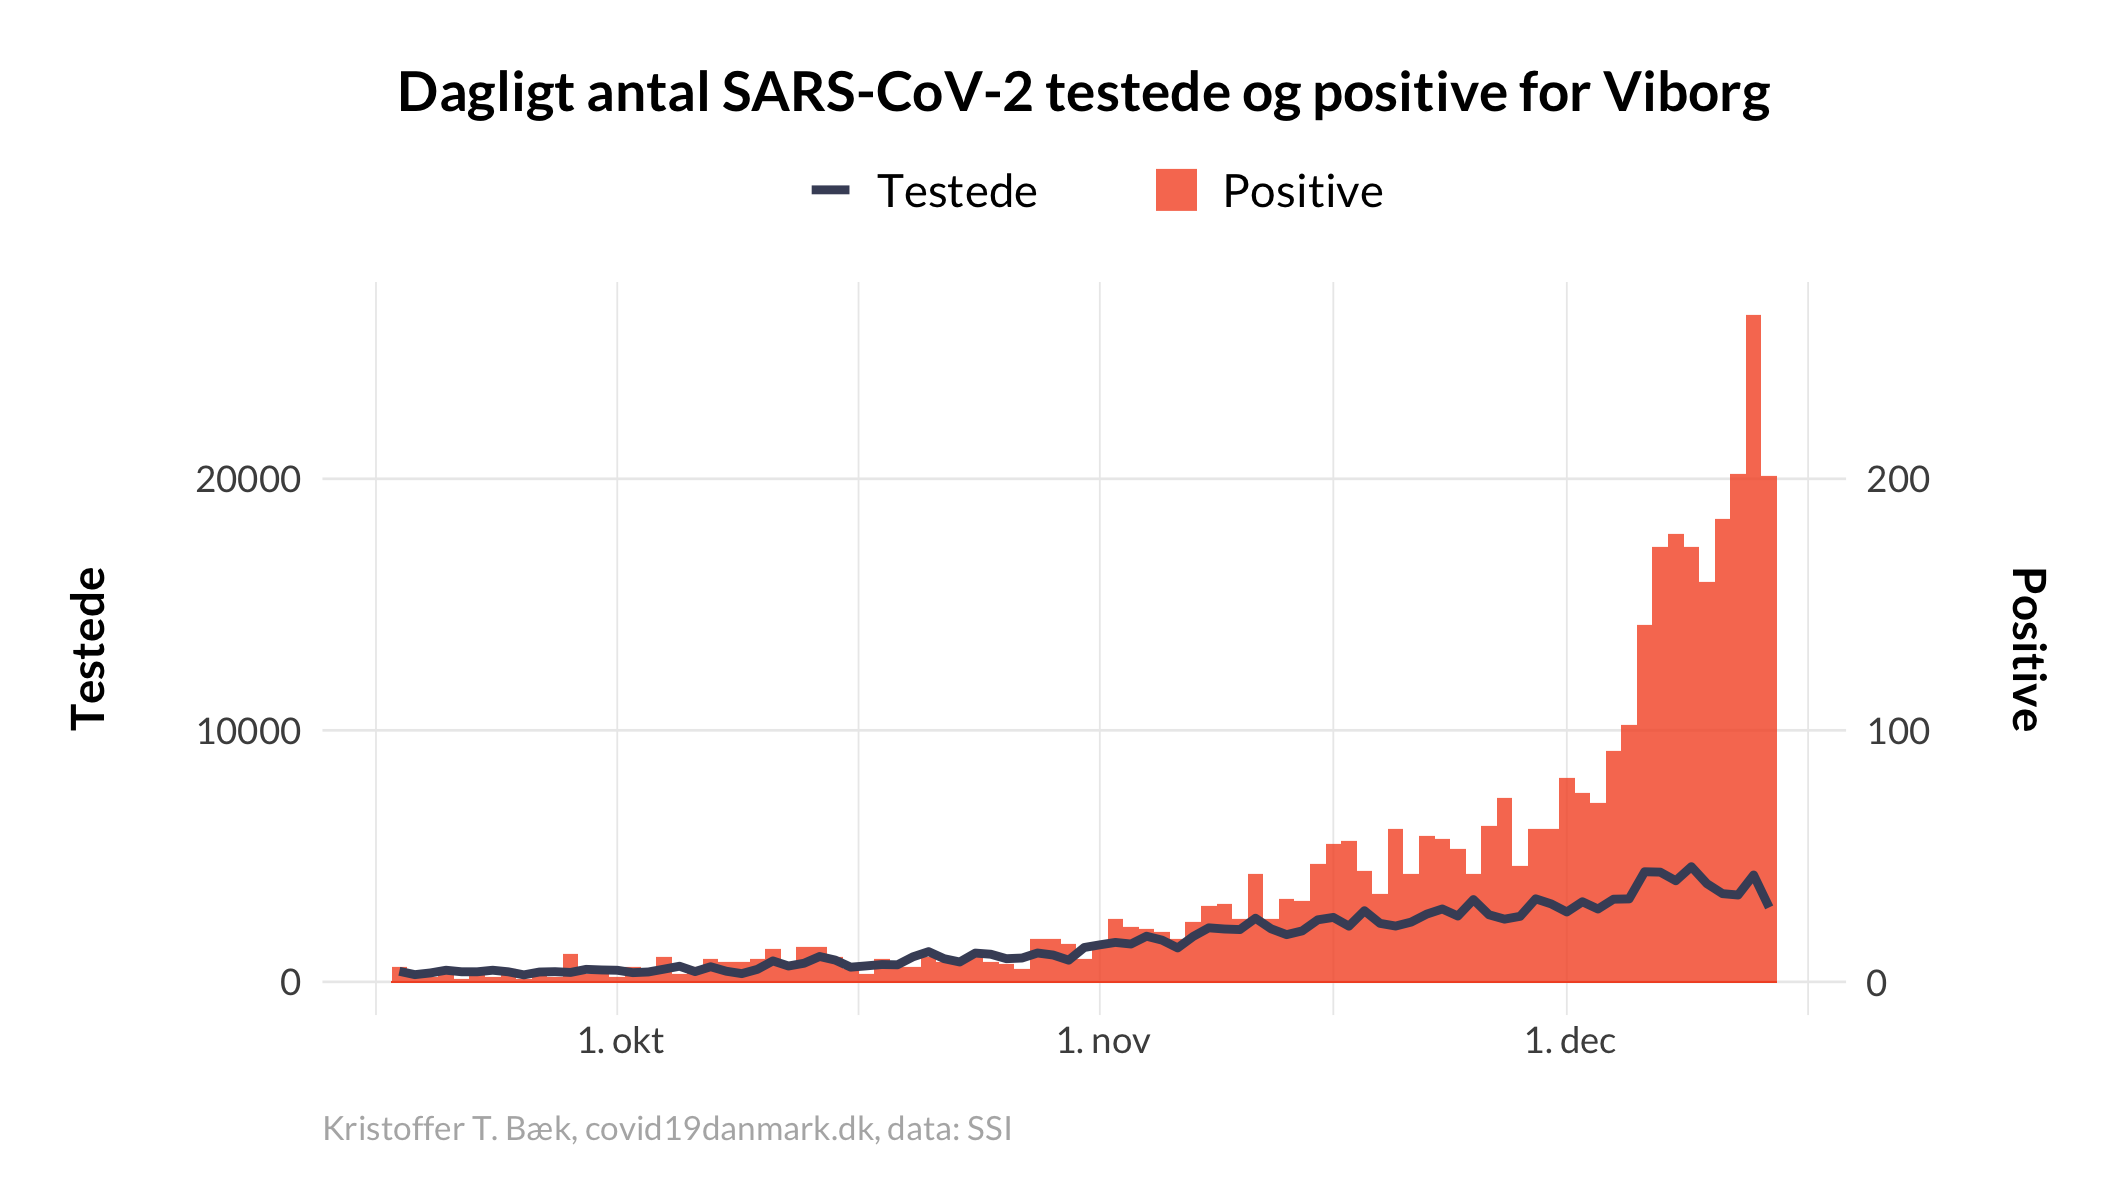 Dagligt antal SARS-CoV-2 testede og positive for Viborg
Testede
Positive
20000
10000
0
Testede
200
100
0
Positive
1. okt
1. nov
1. dec
Kristoffer T. Bæk, covid19danmark.dk, data: SSI